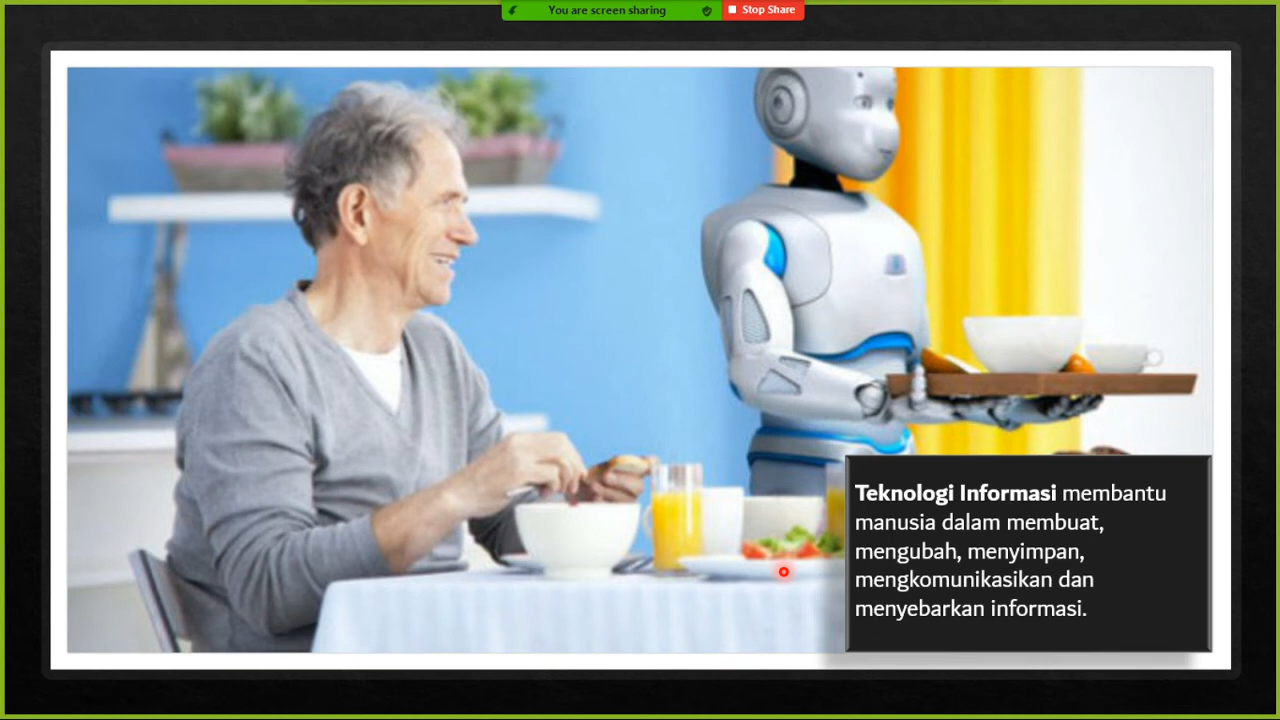 You are screen sharing
Stop Share
Teknologi Informasi membantu
manusia dalam membuat,
mengubah, menyimpan,
mengkomunikasikan dan
menyebarkan informasi.